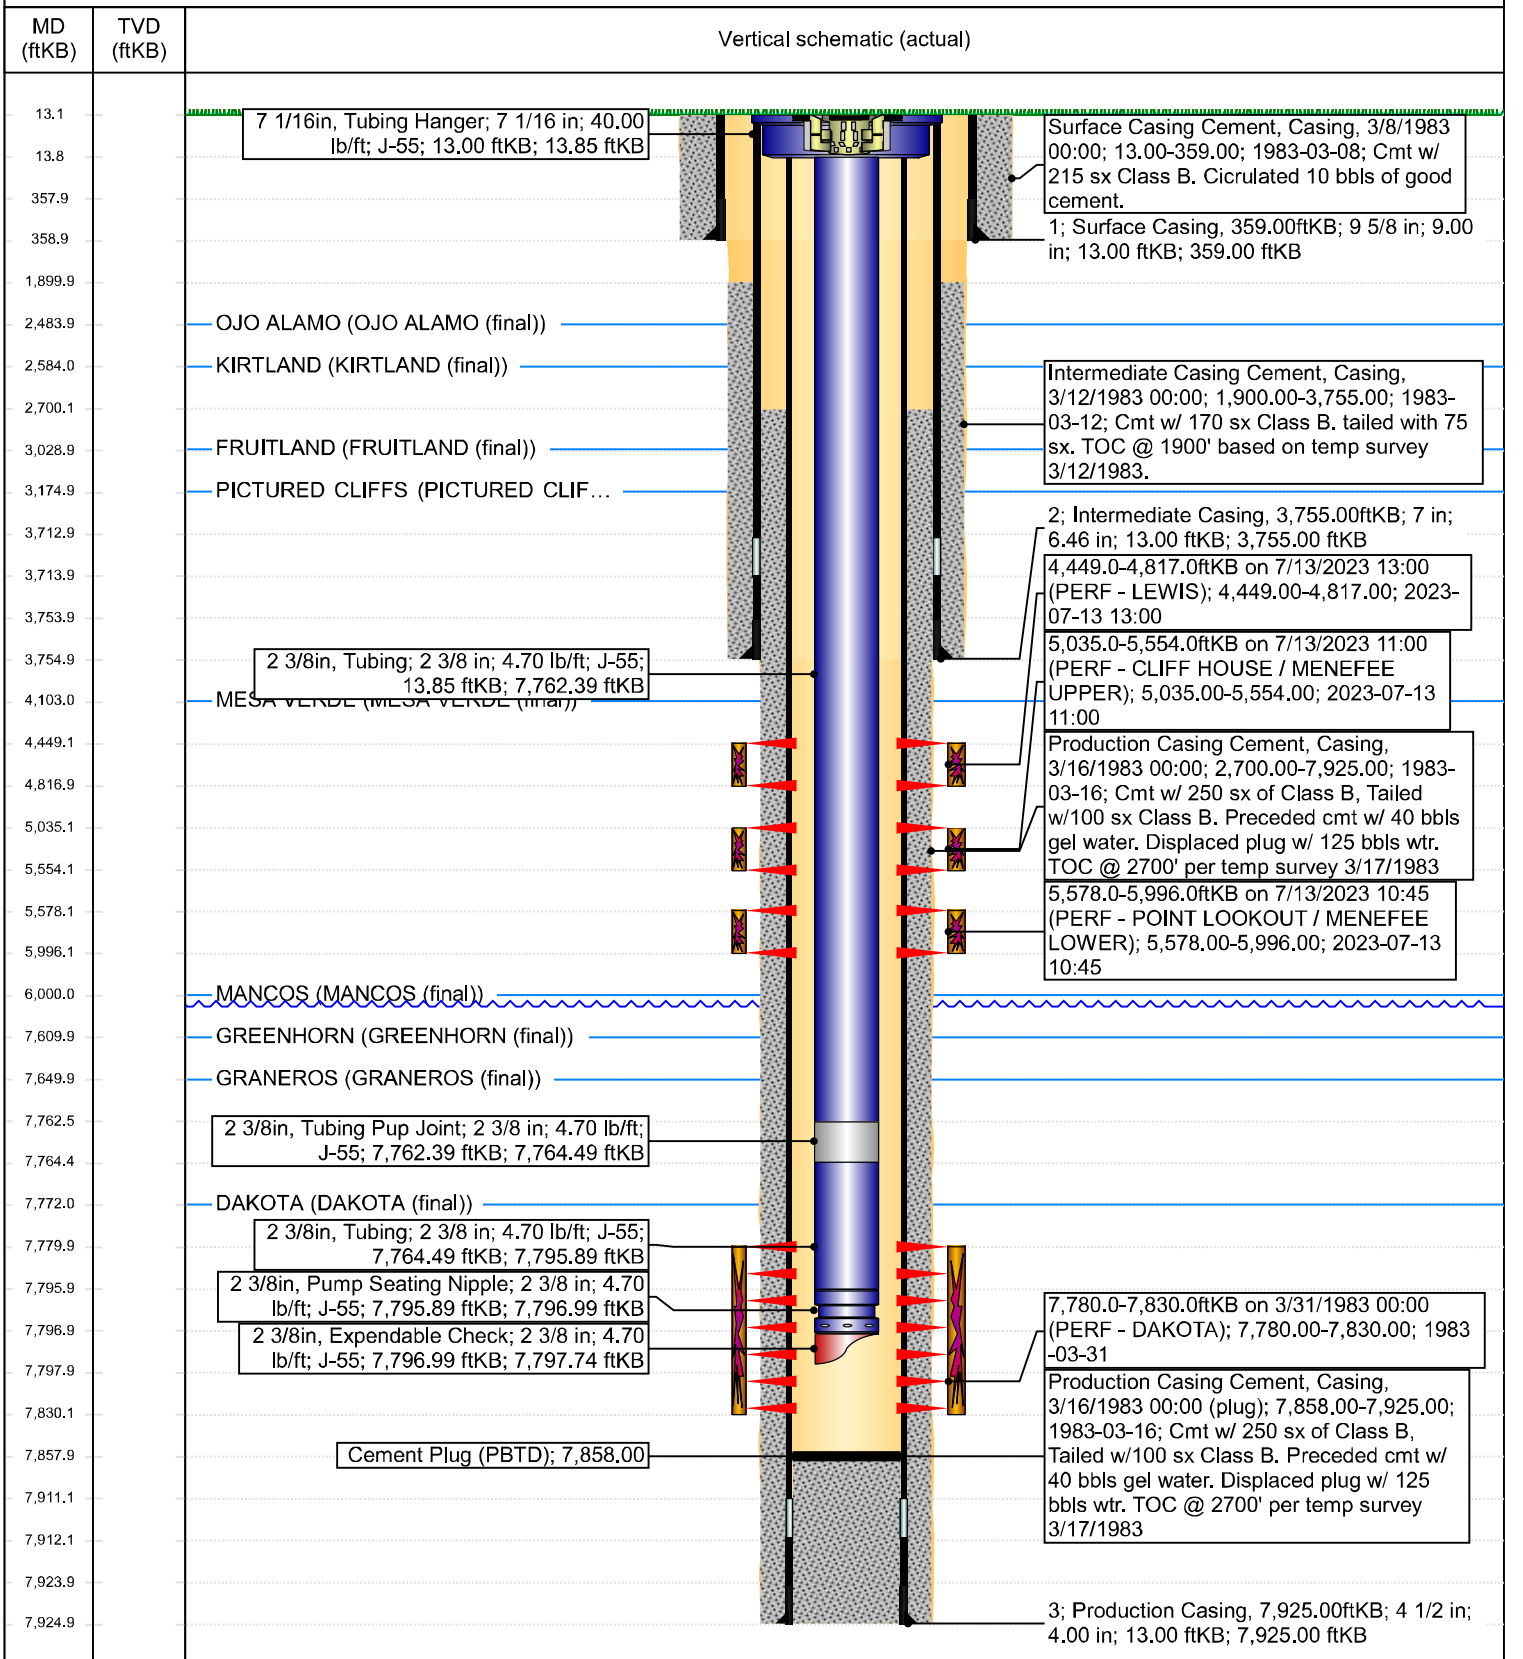 MD
(ftKB)
TVD
(ftKB)
Vertical schematic (actual)
13.1
13.8
357.9
358.9
1,899.9
2,483.9
2,584.0
2,700.1
3,028.9
3,174.9
3,712.9
3,713.9
3,753.9
3,754.9
4,103.0
4,449.1
4,816.9
5,035.1
5,554.1
5,578.1
5,996.1
6,000.0
7,609.9
7,649.9
7,762.5
7,764.4
7,772.0
7,779.9
7,795.9
7,796.9
7,797.9
7,830.1
7,857.9
7,911.1
7,912.1
7,923.9
7,924.9
7 1/16in, Tubing Hanger; 7 1/16 in; 40.00
lb/ft; J-55; 13.00 ftKB; 13.85 ftKB
OJO ALAMO (OJO ALAMO (final))
KIRTLAND (KIRTLAND (final))
FRUITLAND (FRUITLAND (final))
PICTURED CLIFFS (PICTURED CLIF...
2 3/8in, Tubing; 2 3/8 in; 4.70 lb/ft; J-55;
13.85 ftKB; 7,762.39 ftKB
MESA VERDE (MESA VERDE (final))
MANCOS (MANCOS (final))
GREENHORN (GREENHORN (final))
GRANEROS (GRANEROS (final))
2 3/8in, Tubing Pup Joint; 2 3/8 in; 4.70 lb/ft;
J-55; 7,762.39 ftKB; 7,764.49 ftKB
DAKOTA (DAKOTA (final))
2 3/8in, Tubing; 2 3/8 in; 4.70 lb/ft; J-55;
7,764.49 ftKB; 7,795.89 ftKB
2 3/8in, Pump Seating Nipple; 2 3/8 in; 4.70
lb/ft; J-55; 7,795.89 ftKB; 7,796.99 ftKB
2 3/8in, Expendable Check; 2 3/8 in; 4.70
lb/ft; J-55; 7,796.99 ftKB; 7,797.74 ftKB
Cement Plug (PBTD); 7,858.00
Surface Casing Cement, Casing, 3/8/1983
00:00; 13.00-359.00; 1983-03-08; Cmt w/
215 sx Class B. Cicrulated 10 bbls of good
cement.
1; Surface Casing, 359.00ftKB; 9 5/8 in; 9.00
in; 13.00 ftKB; 359.00 ftKB
Intermediate Casing Cement, Casing,
3/12/1983 00:00; 1,900.00-3,755.00; 1983-
03-12; Cmt w/ 170 sx Class B. tailed with 75
sx. TOC @ 1900' based on temp survey
3/12/1983.
2; Intermediate Casing, 3,755.00ftKB; 7 in;
6.46 in; 13.00 ftKB; 3,755.00 ftKB
4,449.0-4,817.0ftKB on 7/13/2023 13:00
(PERF - LEWIS); 4,449.00-4,817.00; 2023-
07-13 13:00
5,035.0-5,554.0ftKB on 7/13/2023 11:00
(PERF - CLIFF HOUSE / MENEFEE
UPPER); 5,035.00-5,554.00; 2023-07-13
11:00
Production Casing Cement, Casing,
3/16/1983 00:00; 2,700.00-7,925.00; 1983-
03-16; Cmt w/ 250 sx of Class B, Tailed
w/100 sx Class B. Preceded cmt w/ 40 bbls
gel water. Displaced plug w/ 125 bbls wtr.
TOC @ 2700' per temp survey 3/17/1983
5,578.0-5,996.0ftKB on 7/13/2023 10:45
(PERF - POINT LOOKOUT / MENEFEE
LOWER); 5,578.00-5,996.00; 2023-07-13
10:45
7,780.0-7,830.0ftKB on 3/31/1983 00:00
(PERF - DAKOTA); 7,780.00-7,830.00; 1983
-03-31
Production Casing Cement, Casing,
3/16/1983 00:00 (plug); 7,858.00-7,925.00;
1983-03-16; Cmt w/ 250 sx of Class B,
Tailed w/100 sx Class B. Preceded cmt w/
40 bbls gel water. Displaced plug w/ 125
bbls wtr. TOC @ 2700' per temp survey
3/17/1983
3; Production Casing, 7,925.00ftKB; 4 1/2 in;
4.00 in; 13.00 ftKB; 7,925.00 ftKB